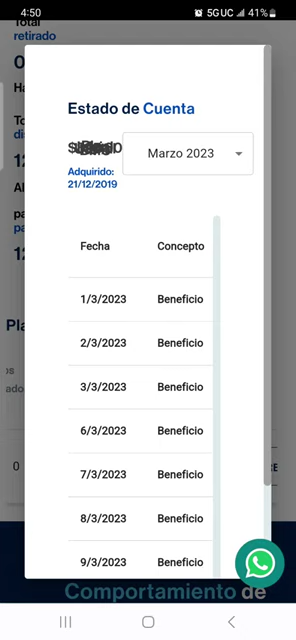 4:50 5GUC 41%
Total
retirado
0
Ha
Estado de Cuenta
To
dis
Marzo 2023
12
Adquirido:
21/12/2019
Al
pa
pa
12
Fecha Concepto
1/3/2023 Beneficio
Pla
2/3/2023 Beneficio
os
ado
3/3/2023 Beneficio
6/3/2023 Beneficio
0 7/3/2023 Beneficio RE
8/3/2023 Beneficio
9/3/2023 Beneficio
Comportamiento de